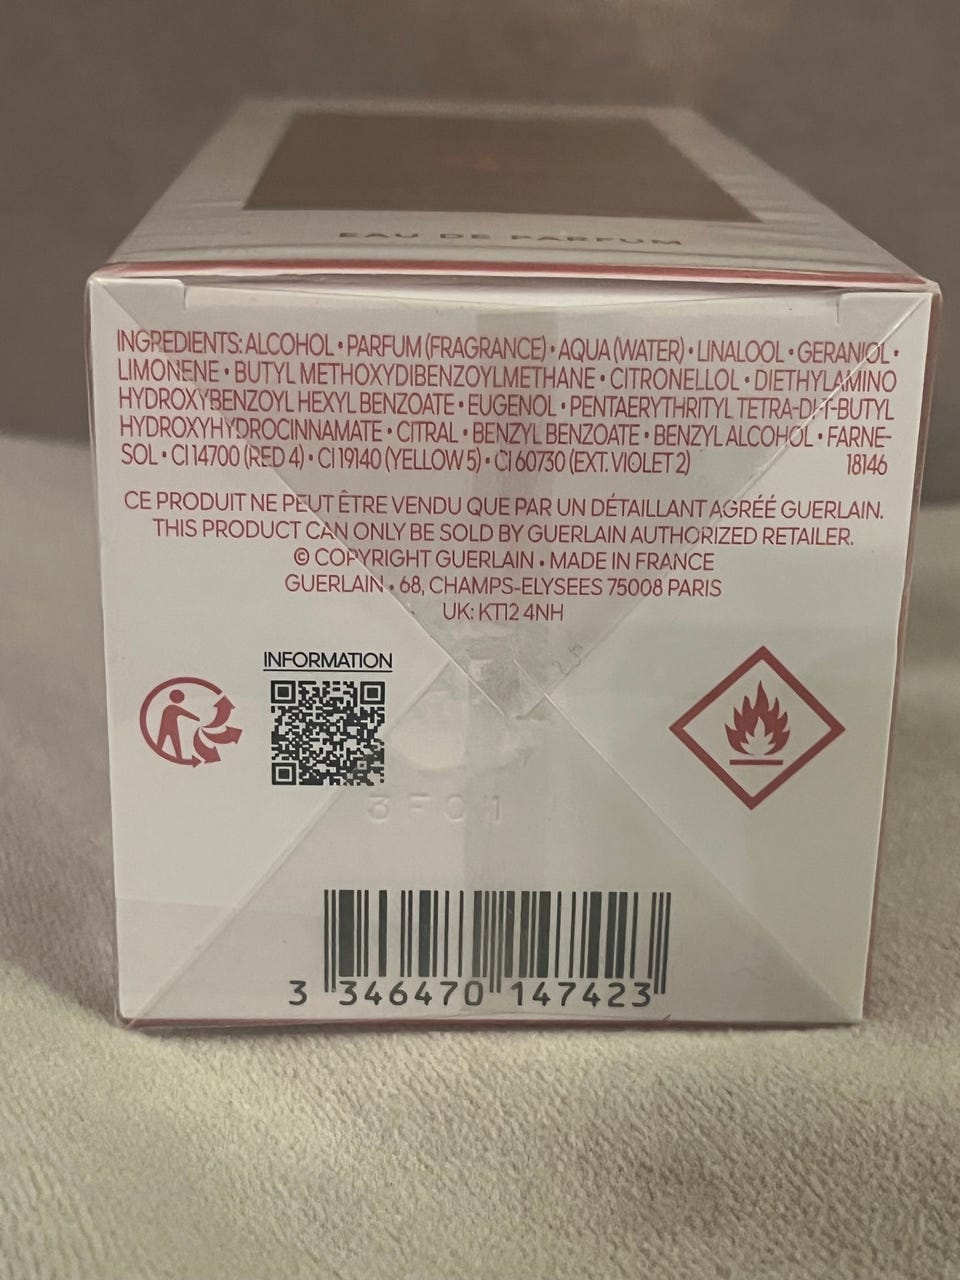 EAU DE PARFUM
INGREDIENTS: ALCOHOL • PARFUM (FRAGRANCE) • AQUA (WATER) • LINALOOL • GERANIOL •
LIMONENE • BUTYL METHOXYDIBENZOYLMETHANE • CITRONELLOL • DIETHYLAMINO
HYDROXYBENZOYL HEXYL BENZOATE • EUGENOL • PENTAERYTHRITYL TETRA-DI-T-BUTYL
HYDROXYHYDROCINNAMATE • CITRAL • BENZYL BENZOATE • BENZYL ALCOHOL • FARNE-
SOL • CI 14700 (RED 4) • CI 19140 (YELLOW 5) • CI 60730 (EXT. VIOLET 2) 18146
CE PRODUIT NE PEUT ÊTRE VENDU QUE PAR UN DÉTAILLANT AGRÉÉ GUERLAIN.
THIS PRODUCT CAN ONLY BE SOLD BY GUERLAIN AUTHORIZED RETAILER.
© COPYRIGHT GUERLAIN • MADE IN FRANCE
GUERLAIN • 68, CHAMPS-ELYSEES 75008 PARIS
UK: KT12 4NH
INFORMATION
3 346470 147423